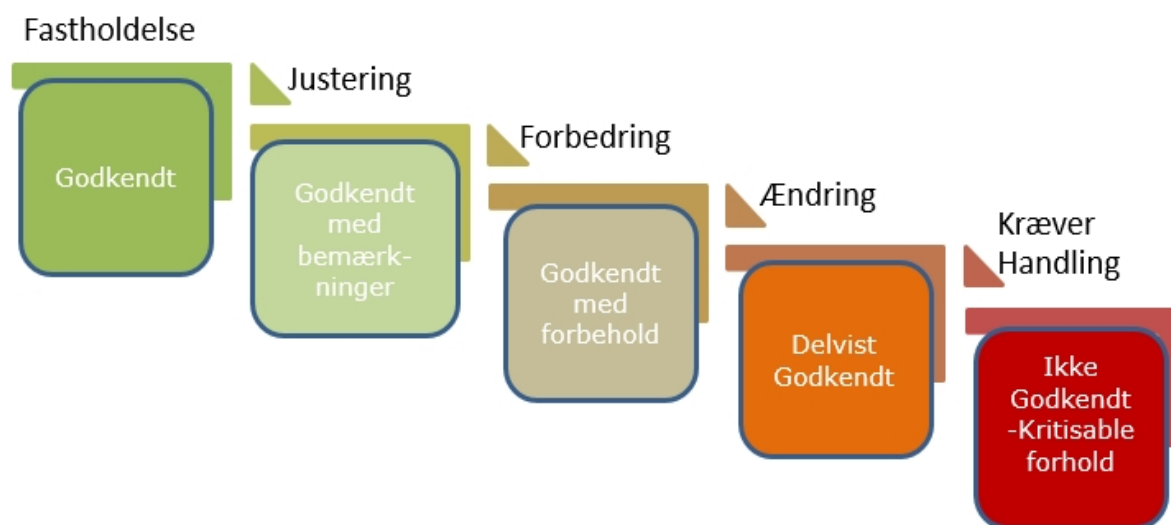 Fastholdelse
Godkendt
Justering
Godkendt
med
bemærk-
ninger
Forbedring
Godkendt
med
forbehold
Ændring
Delvist
Godkendt
Kræver
Handling
Ikke
Godkendt
-Kritisable
forhold